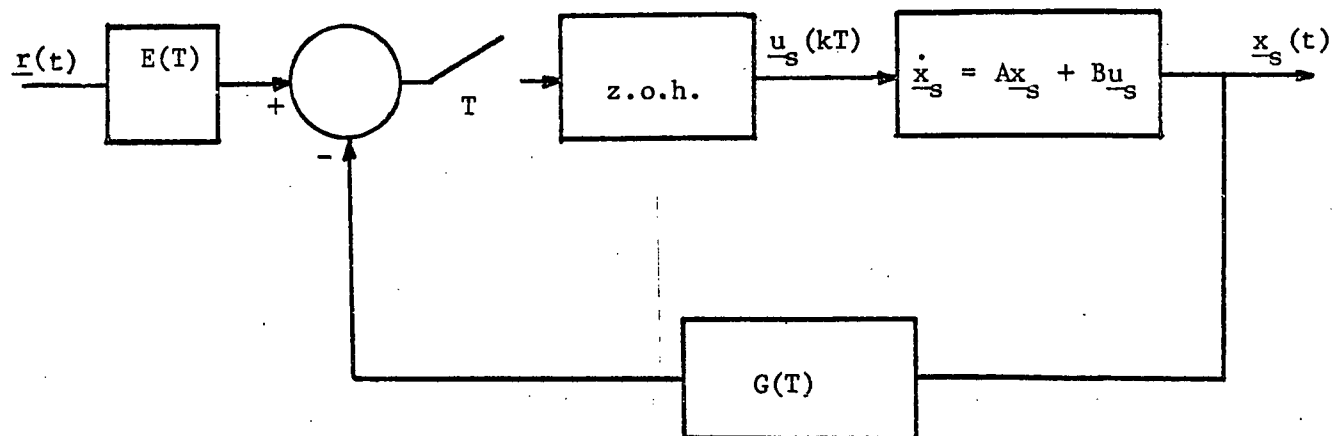 r(t)
E(T)
+
-
T
z.o.h.
u_s(kT)
ẋ_s = Ax_s + Bu_s
x_s(t)
G(T)